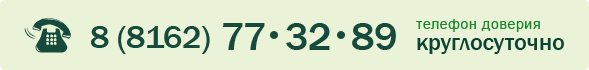 8 (8162) 77·32·89
телефон доверия
круглосуточно